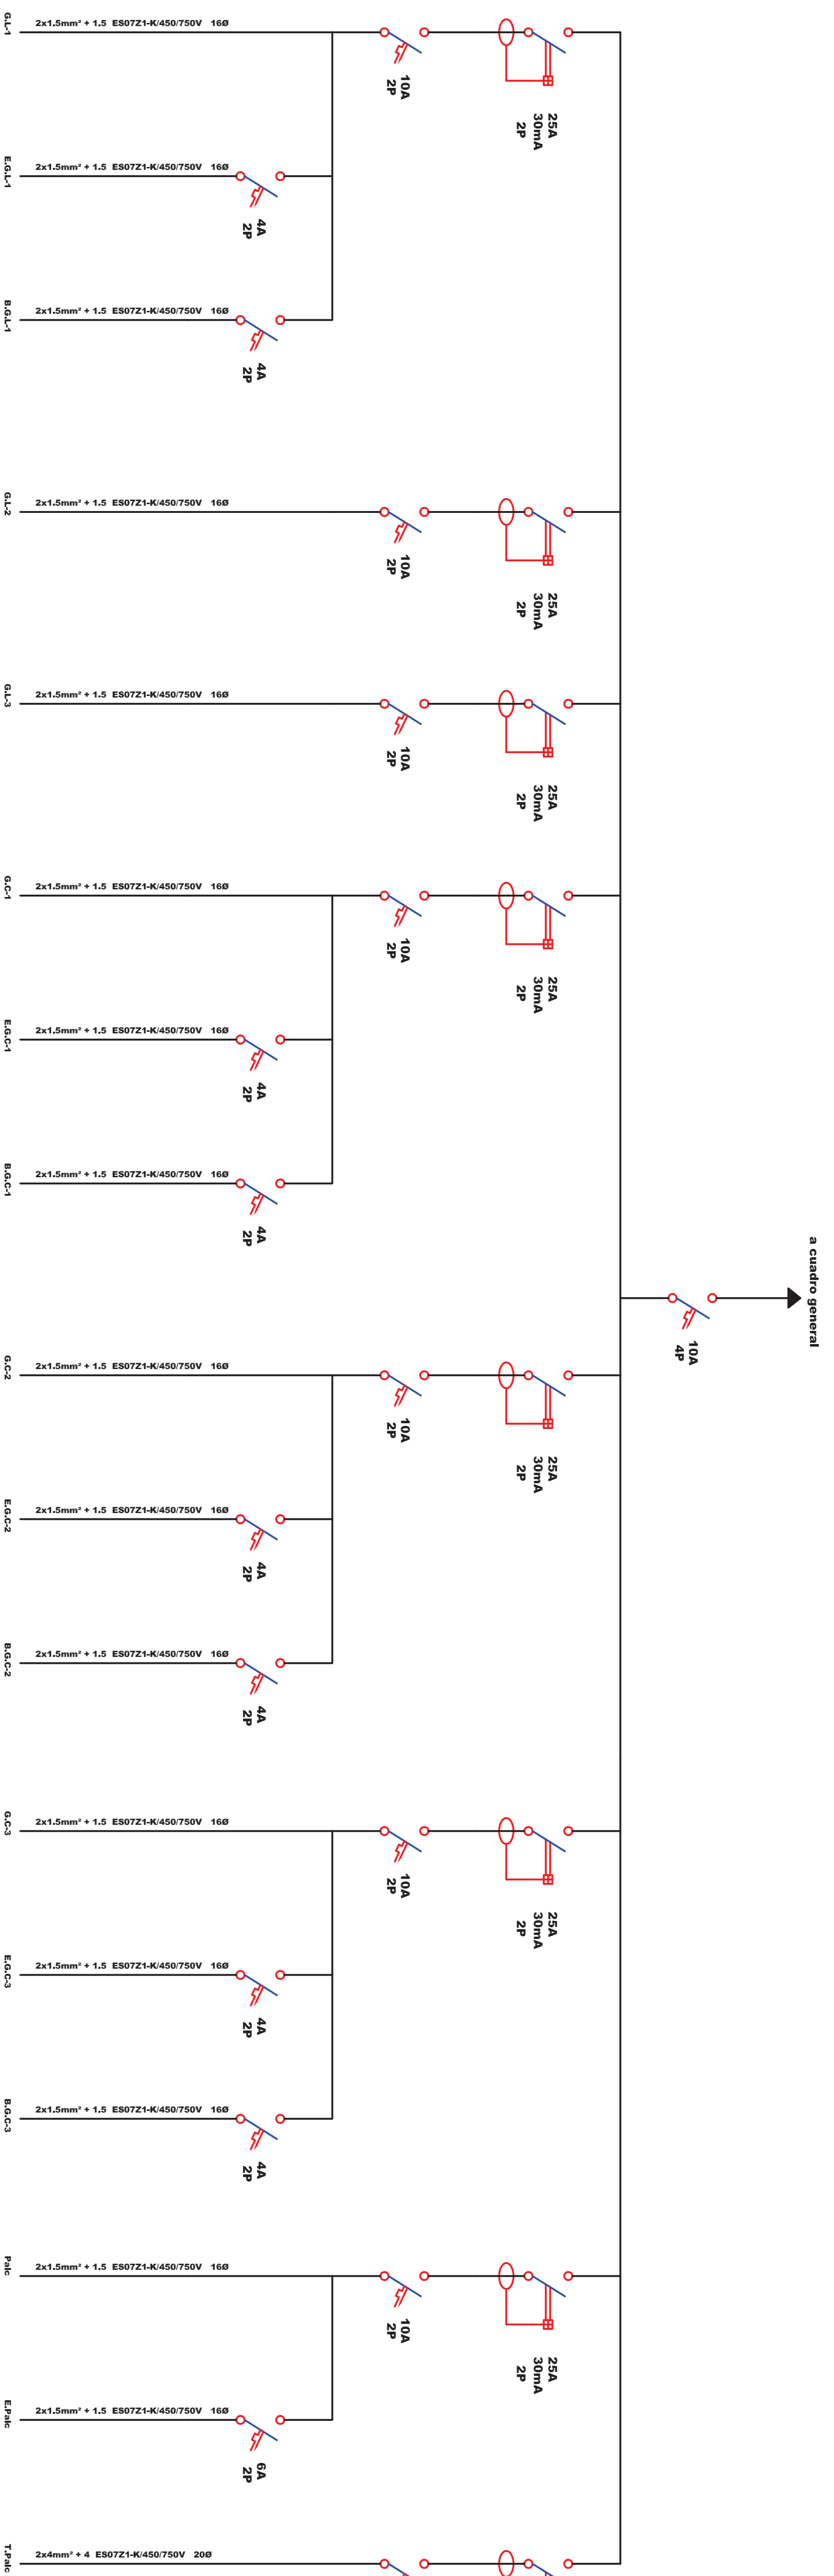 a cuadro general
10A
4P
25A
30mA
2P
10A
2P
2x1.5mm² + 1.5 ES07Z1-K/450/750V 16Ø
G.L-1
4A
2P
2x1.5mm² + 1.5 ES07Z1-K/450/750V 16Ø
E.G.L-1
4A
2P
2x1.5mm² + 1.5 ES07Z1-K/450/750V 16Ø
B.G.L-1
25A
30mA
2P
10A
2P
2x1.5mm² + 1.5 ES07Z1-K/450/750V 16Ø
G.L-2
25A
30mA
2P
10A
2P
2x1.5mm² + 1.5 ES07Z1-K/450/750V 16Ø
G.L-3
25A
30mA
2P
10A
2P
2x1.5mm² + 1.5 ES07Z1-K/450/750V 16Ø
G.C-1
4A
2P
2x1.5mm² + 1.5 ES07Z1-K/450/750V 16Ø
E.G.C-1
4A
2P
2x1.5mm² + 1.5 ES07Z1-K/450/750V 16Ø
B.G.C-1
25A
30mA
2P
10A
2P
2x1.5mm² + 1.5 ES07Z1-K/450/750V 16Ø
G.C-2
4A
2P
2x1.5mm² + 1.5 ES07Z1-K/450/750V 16Ø
E.G.C-2
4A
2P
2x1.5mm² + 1.5 ES07Z1-K/450/750V 16Ø
B.G.C-2
25A
30mA
2P
10A
2P
2x1.5mm² + 1.5 ES07Z1-K/450/750V 16Ø
G.C-3
4A
2P
2x1.5mm² + 1.5 ES07Z1-K/450/750V 16Ø
E.G.C-3
4A
2P
2x1.5mm² + 1.5 ES07Z1-K/450/750V 16Ø
B.G.C-3
25A
30mA
2P
10A
2P
2x1.5mm² + 1.5 ES07Z1-K/450/750V 16Ø
Palc
6A
2P
2x1.5mm² + 1.5 ES07Z1-K/450/750V 16Ø
E.Palc
2x4mm² + 4 ES07Z1-K/450/750V 20Ø
T.Palc